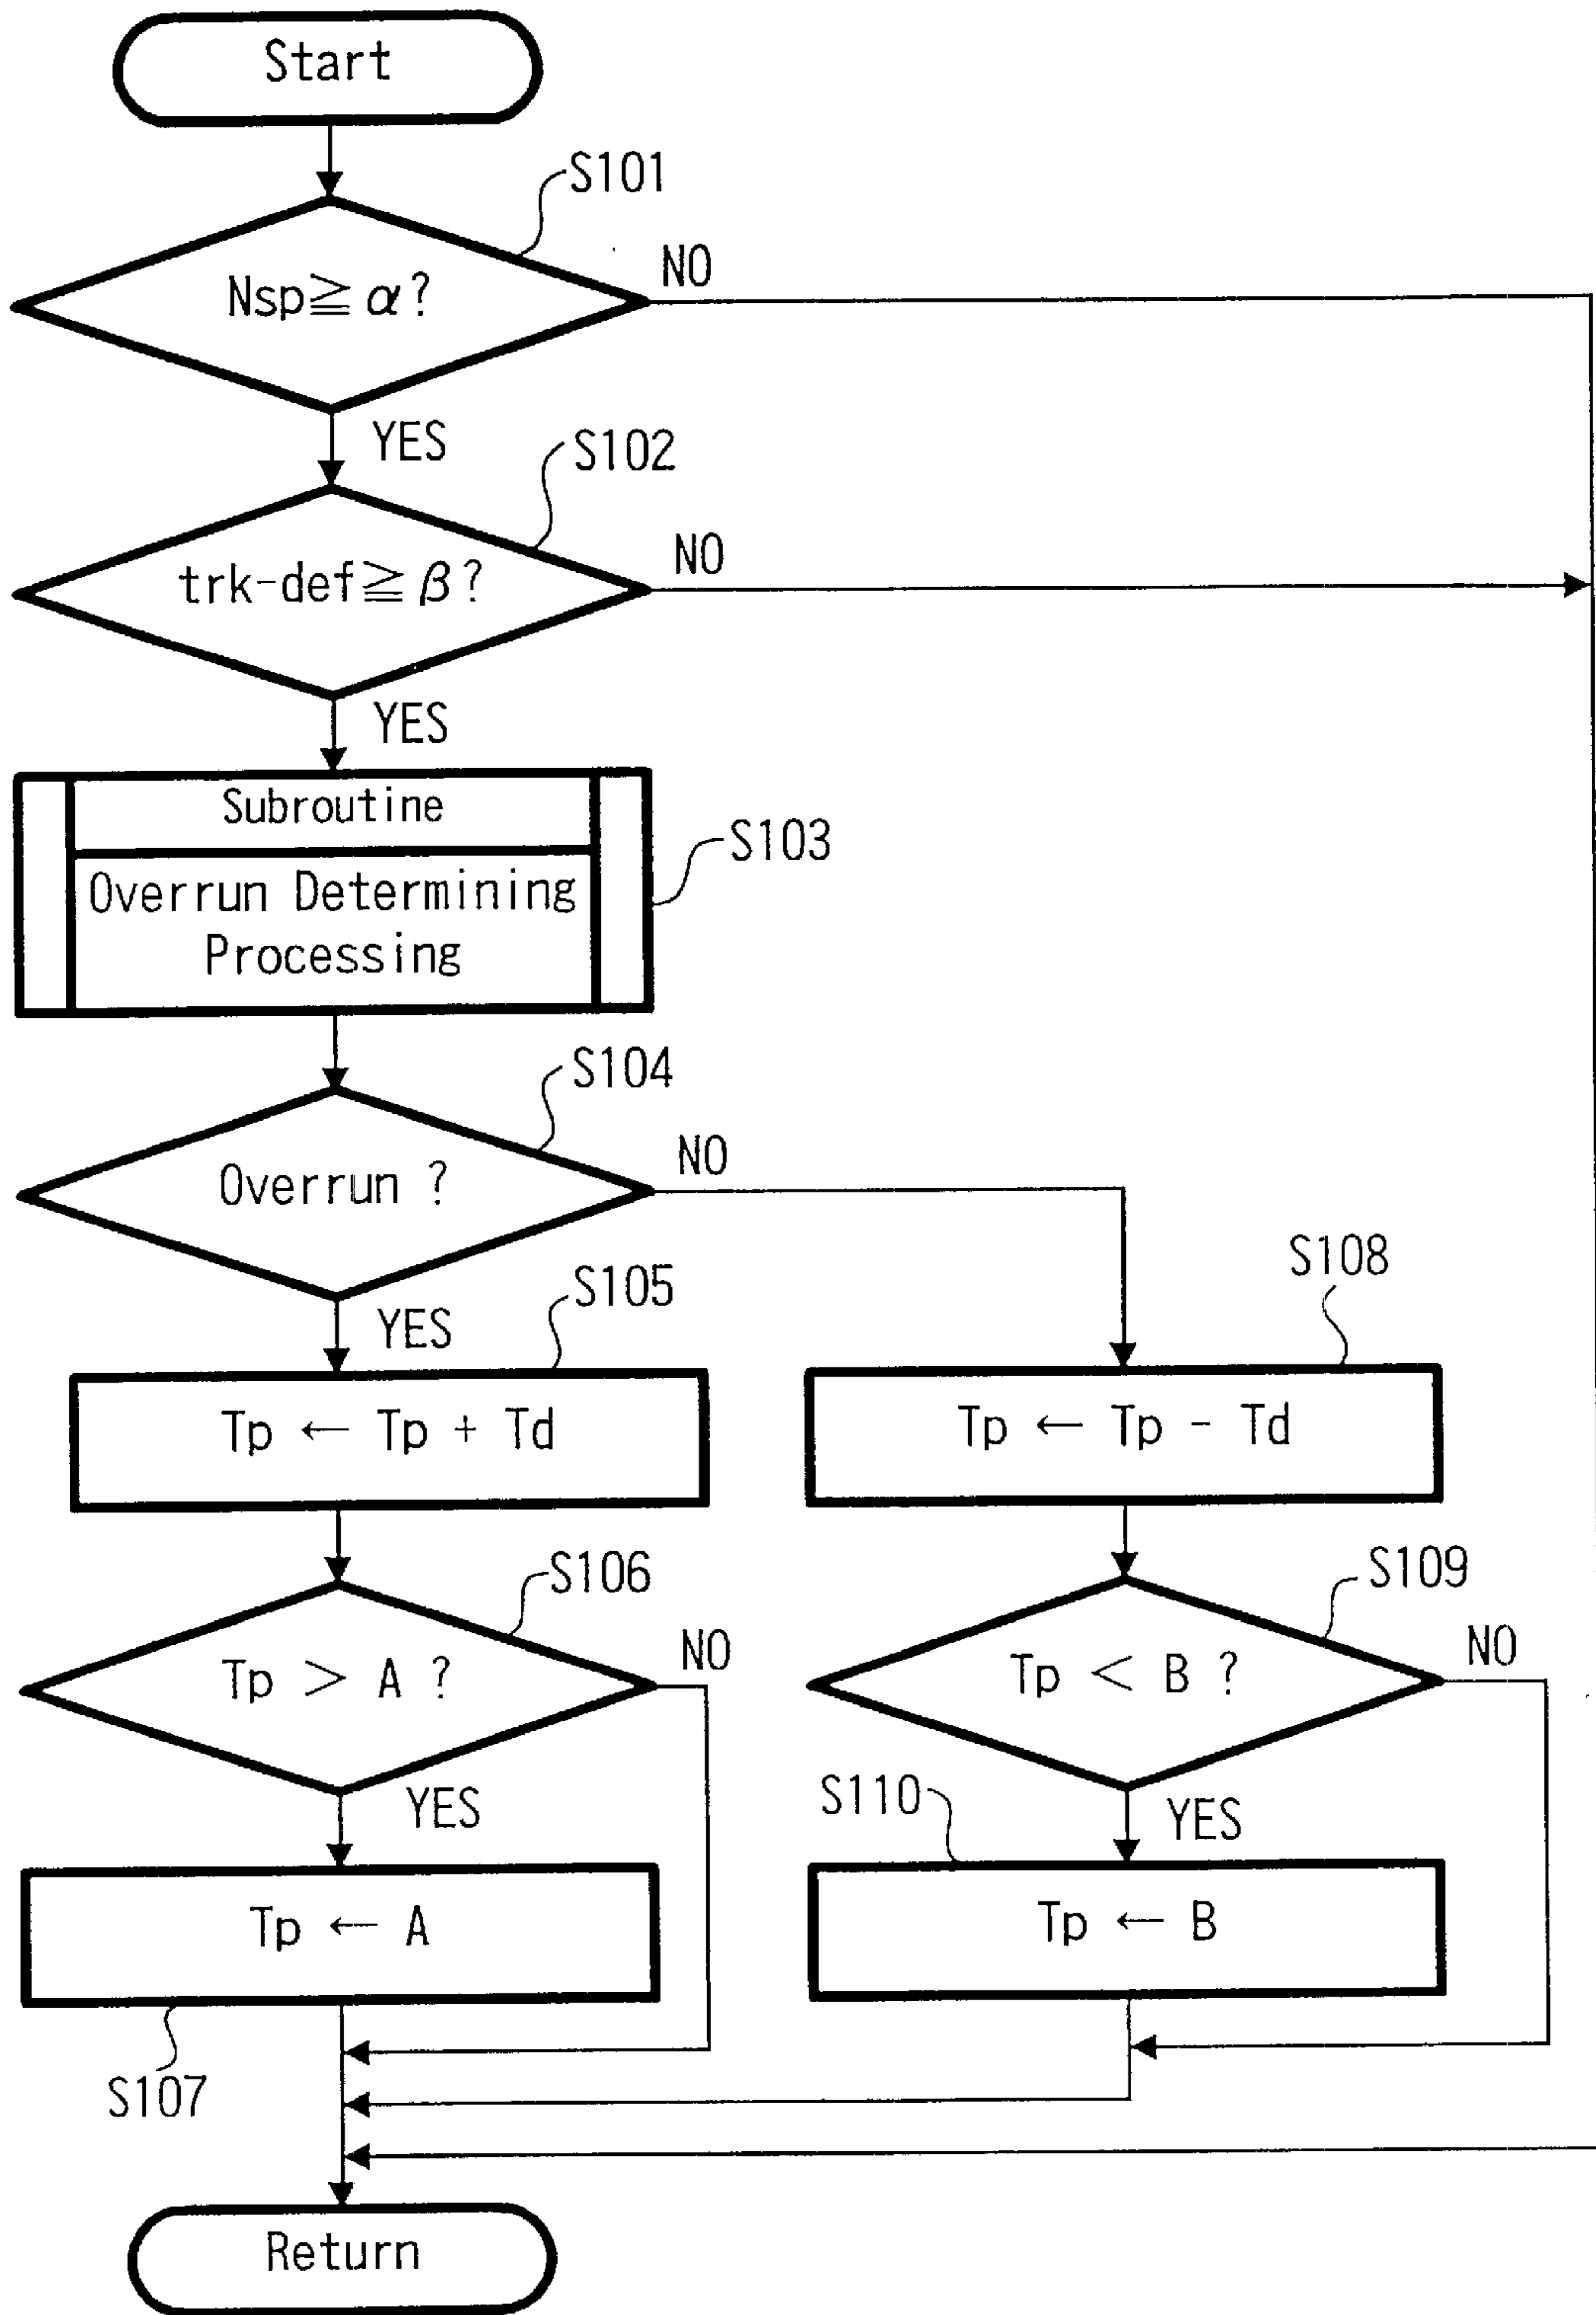 Start
S101
Nsp≧α?
NO
YES
S102
trk-def≧β?
NO
YES
Subroutine
Overrun Determining
Processing
S103
S104
Overrun ?
NO
YES
S105
S108
Tp ← Tp + Td
Tp ← Tp - Td
S106
S109
Tp > A ?
NO
Tp < B ?
NO
YES
S110
YES
Tp ← A
Tp ← B
S107
Return